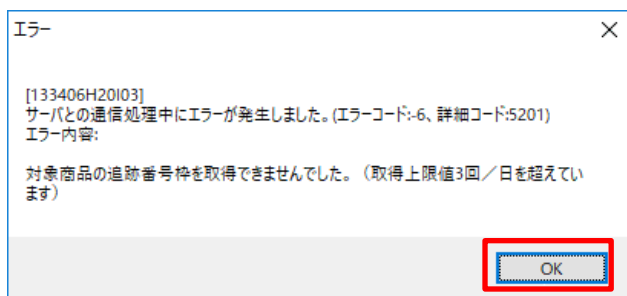 エラー
[133406H20I03]
サーバとの通信処理中にエラーが発生しました。(エラーコード:-6、詳細コード:5201)
エラー内容:
対象商品の追跡番号枠を取得できませんでした。（取得上限値3回／日を超えてい
ます）
OK